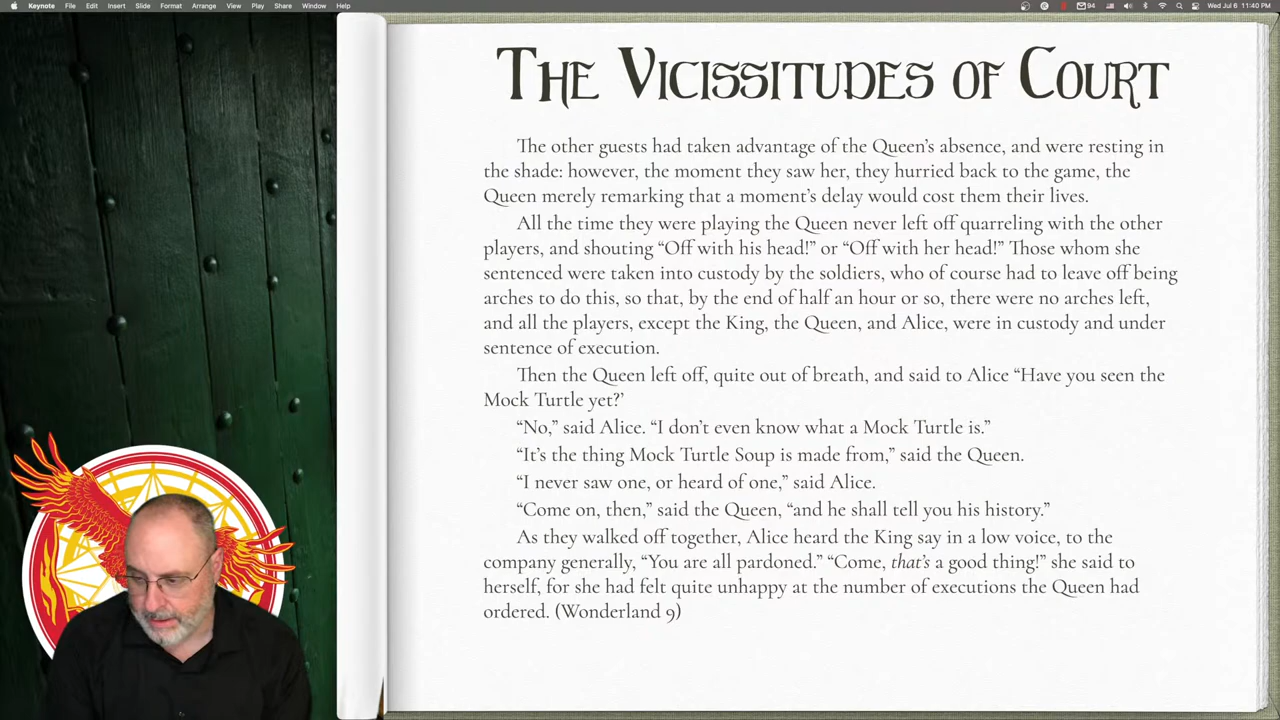 Keynote File Edit Insert Slide Format Arrange View Play Share Window Help 94 Wed Jul 6 11:40 PM
The Vicissitudes of Court
The other guests had taken advantage of the Queen’s absence, and were resting in
the shade: however, the moment they saw her, they hurried back to the game, the
Queen merely remarking that a moment’s delay would cost them their lives.
All the time they were playing the Queen never left off quarreling with the other
players, and shouting “Off with his head!” or “Off with her head!” Those whom she
sentenced were taken into custody by the soldiers, who of course had to leave off being
arches to do this, so that, by the end of half an hour or so, there were no arches left,
and all the players, except the King, the Queen, and Alice, were in custody and under
sentence of execution.
Then the Queen left off, quite out of breath, and said to Alice “Have you seen the
Mock Turtle yet?’
“No,” said Alice. “I don’t even know what a Mock Turtle is.”
“It’s the thing Mock Turtle Soup is made from,” said the Queen.
“I never saw one, or heard of one,” said Alice.
“Come on, then,” said the Queen, “and he shall tell you his history.”
As they walked off together, Alice heard the King say in a low voice, to the
company generally, “You are all pardoned.” “Come, that’s a good thing!” she said to
herself, for she had felt quite unhappy at the number of executions the Queen had
ordered. (Wonderland 9)